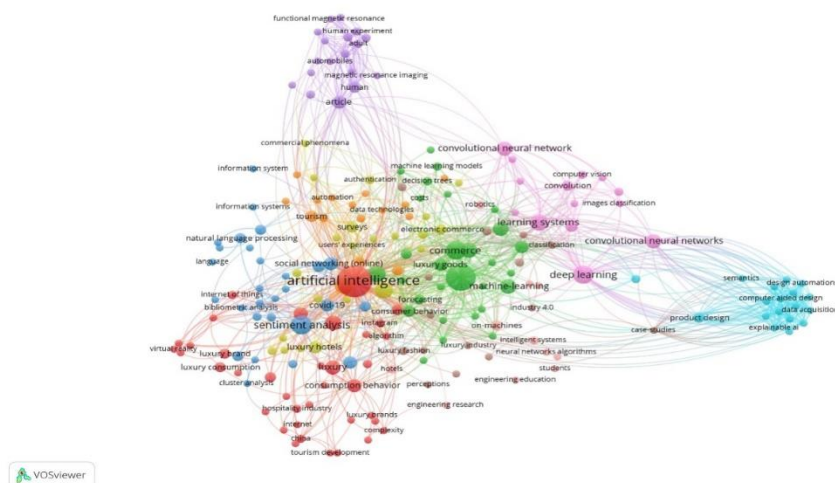 functional magnetic resonance
human experiment
adult
automobiles
magnetic resonance imaging
human
article
commercial phenomena
convolutional neural network
information system
machine learning models
computer vision
authentication
decision trees
convolution
automation
costs
robotics
images classification
information systems
data technologies
tourism
learning systems
surveys
electronic commerce
natural language processing
users' experiences
commerce
classification
convolutional neural networks
language
social networking (online)
luxury goods
artificial intelligence
deep learning
semantics
design automation
machine-learning
internet of things
computer aided design
bibliometric analysis
covid-19
forecasting
consumer behavior
industry 4.0
data acquisition
product design
sentiment analysis
instagram
on-machines
case-studies
explainable ai
algorithm
virtual reality
luxury hotels
luxury industry
intelligent systems
luxury brand
luxury fashion
neural networks algorithms
luxury consumption
luxury
hotels
students
cluster analysis
consumption behavior
perceptions
engineering education
hospitality industry
engineering research
internet
luxury brands
china
complexity
tourism development
VOSviewer